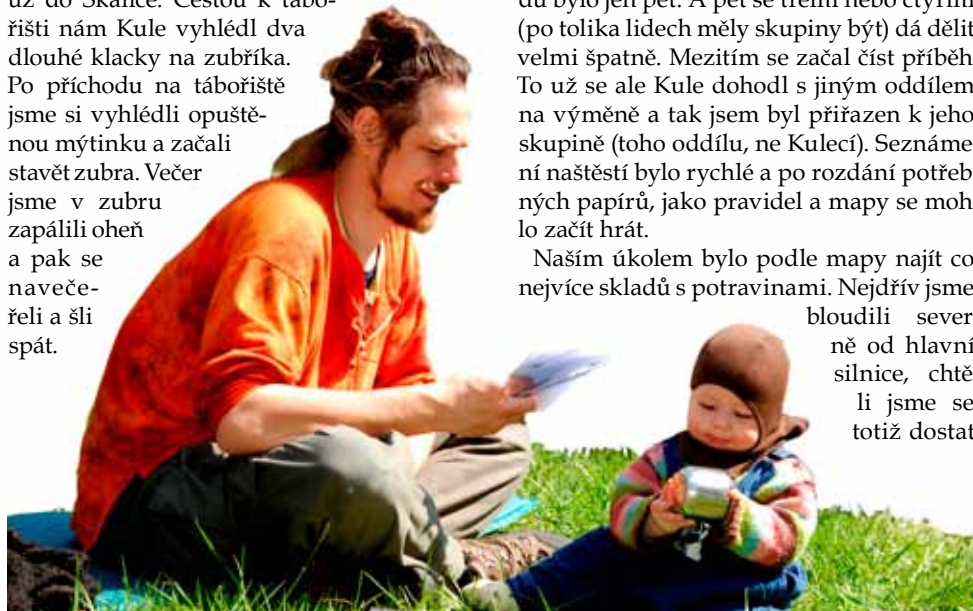 už do Skalice. Cestou k tábo-
řišti nám Kule vyhlédl dva
dlouhé klacky na zubříka.
Po příchodu na tábořiště
jsme si vyhlédli opuště-
nou mýtinku a začali
stavět zubra. Večer
jsme v zubru
zapálili oheň
a pak se
naveče-
řeli a šli
spát.
du bylo jen pět. A pět se třemi nebo čtyřmi
(po tolika lidech měly skupiny být) dá dělit
velmi špatně. Mezitím se začal číst příběh
To už se ale Kule dohodl s jiným oddílem
na výměně a tak jsem byl přiřazen k jeho
skupině (toho oddílu, ne Kulecí). Seznáme
ní naštěstí bylo rychlé a po rozdání potřeb
ných papírů, jako pravidel a mapy se moh
lo začít hrát.
Naším úkolem bylo podle mapy najít co
nejvíce skladů s potravinami. Nejdřív jsme
bloudili sever
ně od hlavní
silnice, chtě
li jsme se
totiž dostat